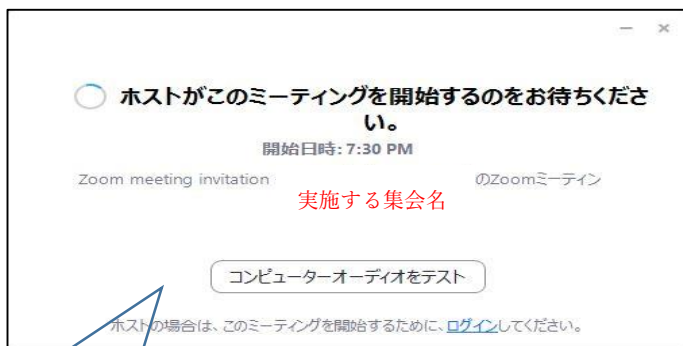 ホストがこのミーティングを開始するのをお待ちくださ
い。
開始日時: 7:30 PM
Zoom meeting invitation 実施する集会名 のZoomミーティン
コンピューターオーディオをテスト
ホストの場合は、このミーティングを開始するために、ログインしてください。